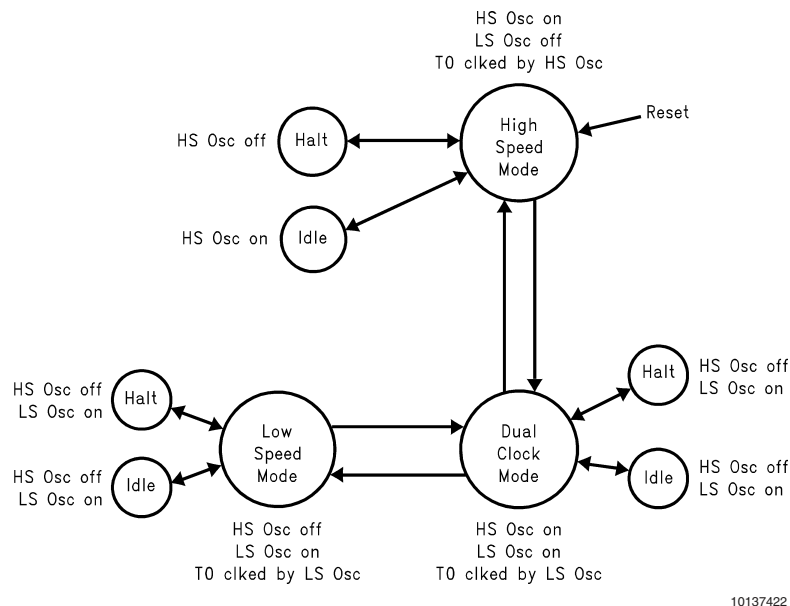 HS Osc on
LS Osc off
T0 clked by HS Osc
High
Speed
Mode
Reset
HS Osc off
Halt
HS Osc on
Idle
HS Osc off
LS Osc on
Halt
HS Osc off
LS Osc on
Idle
Low
Speed
Mode
HS Osc off
LS Osc on
T0 clked by LS Osc
Dual
Clock
Mode
HS Osc on
LS Osc on
T0 clked by LS Osc
Halt
HS Osc off
LS Osc on
Idle
HS Osc off
LS Osc on
10137422